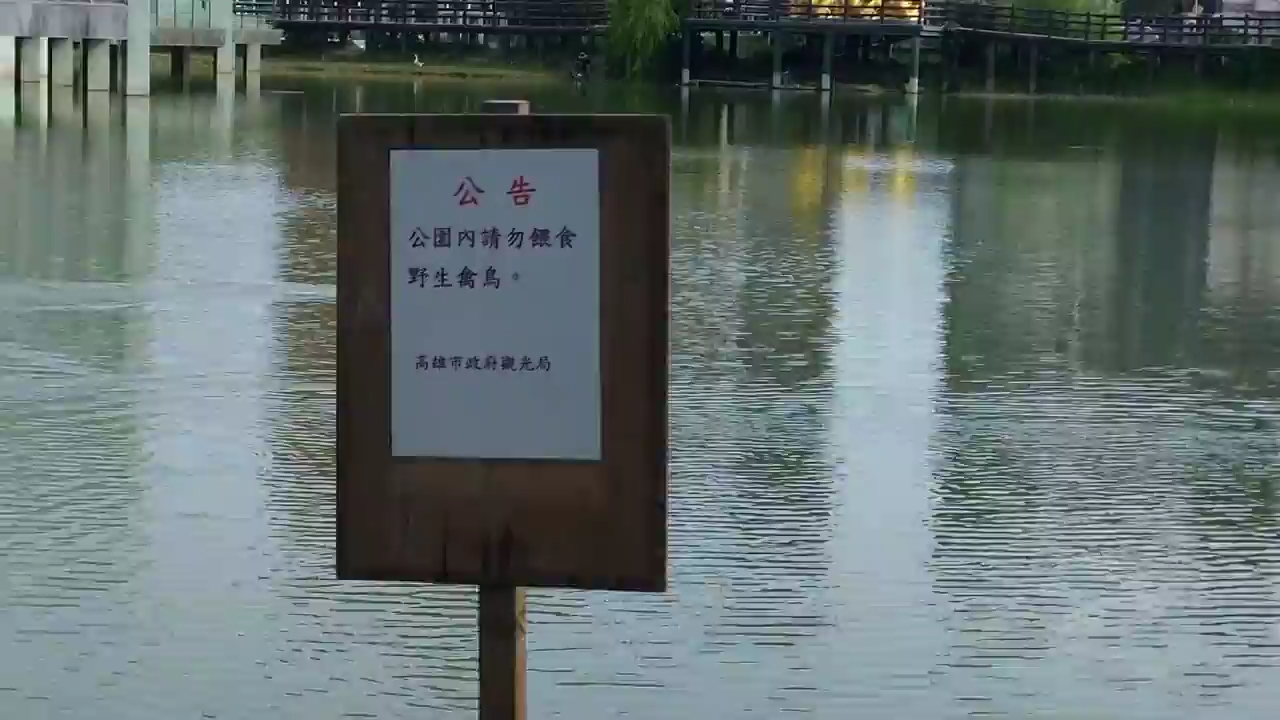 公告
公園內請勿餵食
野生禽鳥。
高雄市政府觀光局